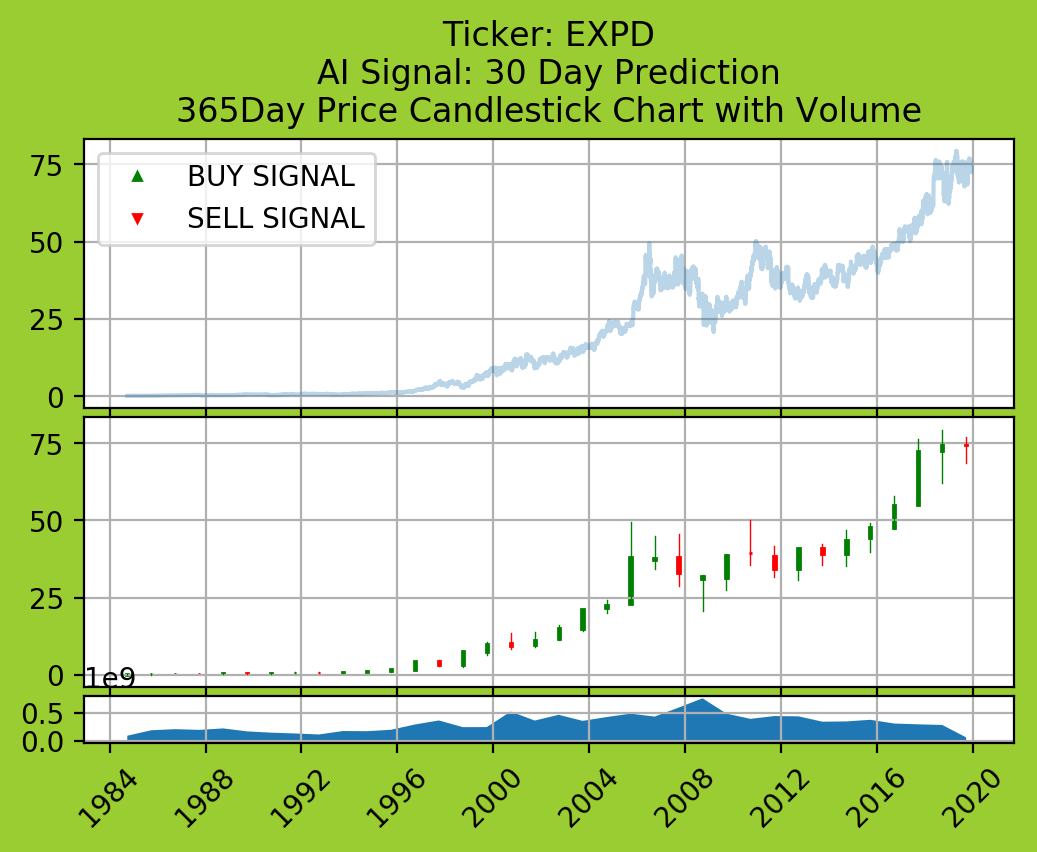 Ticker: EXPD
AI Signal: 30 Day Prediction
365Day Price Candlestick Chart with Volume
BUY SIGNAL
SELL SIGNAL
75
50
25
0
75
50
25
0
1e9
0.5
0.0
1984 1988 1992 1996 2000 2004 2008 2012 2016 2020